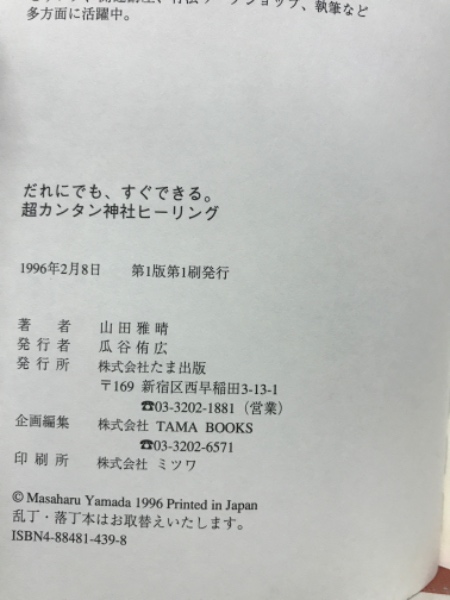 、執筆など
多方面に活躍中。
だれにでも、すぐできる。
超カンタン神社ヒーリング
1996年2月8日 第1版第1刷発行
著者 山田雅晴
発行者 瓜谷侑広
発行所 株式会社たま出版
〒169 新宿区西早稲田3-13-1
☎03-3202-1881(営業)
企画編集 株式会社 TAMA BOOKS
☎03-3202-6571
印刷所 株式会社 ミツワ
© Masaharu Yamada 1996 Printed in Japan
乱丁・落丁本はお取替えいたします。
ISBN4-88481-439-8